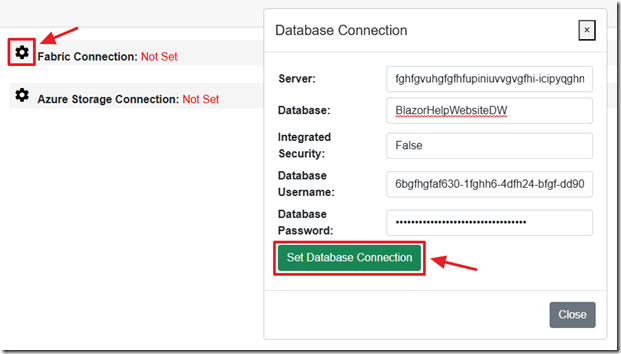 Database Connection
×
Fabric Connection: Not Set
Azure Storage Connection: Not Set
Server:
fghfgvuhgfgfhfupiniuvvgvgfhi-icipyqghn
Database:
BlazorHelpWebsiteDW
Integrated
Security:
False
Database
Username:
6bgfhgfaf630-1fghh6-4dfh24-bfgf-dd90
Database
Password:
••••••••••••••••••••••••••••••••••
Set Database Connection
Close